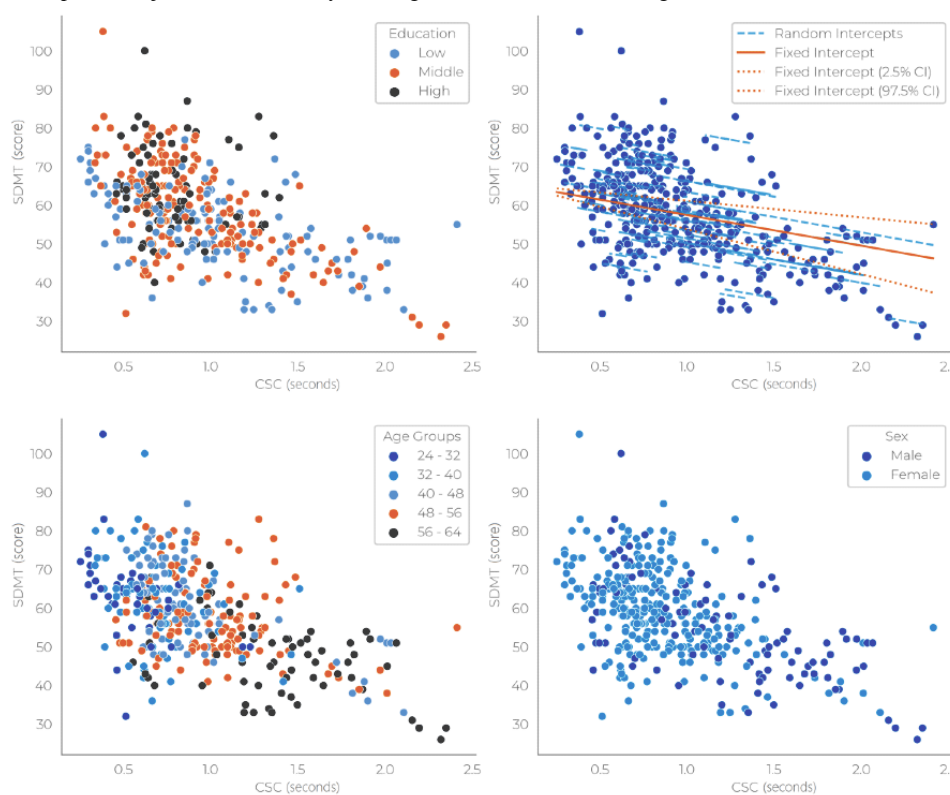 Education
Low
Middle
High
100
90
80
70
60
50
40
30
SDMT (score)
0.5 1.0 1.5 2.0 2.5
CSC (seconds)
Random Intercepts
Fixed Intercept
Fixed Intercept (2.5% CI)
Fixed Intercept (97.5% CI)
100
90
80
70
60
50
40
30
SDMT (score)
0.5 1.0 1.5 2.0 2.
CSC (seconds)
Age Groups
24 - 32
32 - 40
40 - 48
48 - 56
56 - 64
100
90
80
70
60
50
40
30
SDMT (score)
0.5 1.0 1.5 2.0 2.5
CSC (seconds)
Sex
Male
Female
100
90
80
70
60
50
40
30
SDMT (score)
0.5 1.0 1.5 2.0 2.
CSC (seconds)